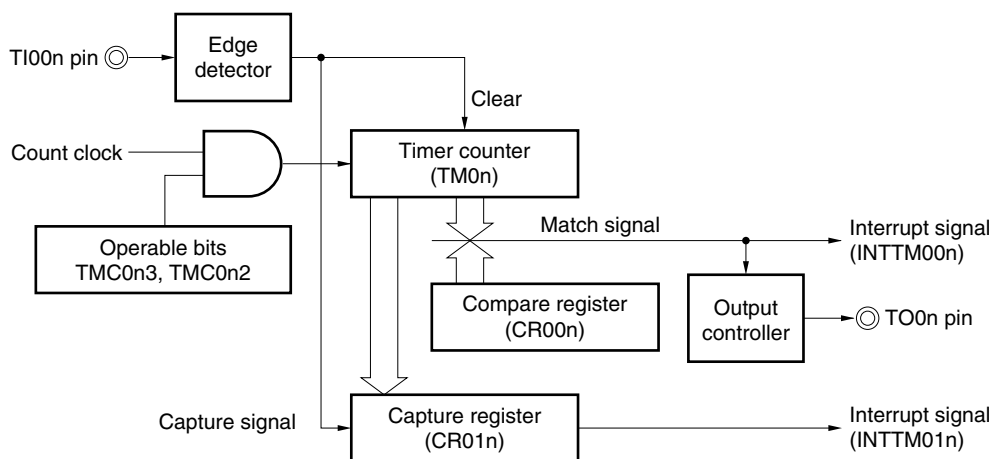 TI00n pin
Edge
detector
Clear
Count clock
Timer counter
(TM0n)
Operable bits
TMC0n3, TMC0n2
Match signal
Interrupt signal
(INTTM00n)
Compare register
(CR00n)
Output
controller
TO0n pin
Capture signal
Capture register
(CR01n)
Interrupt signal
(INTTM01n)